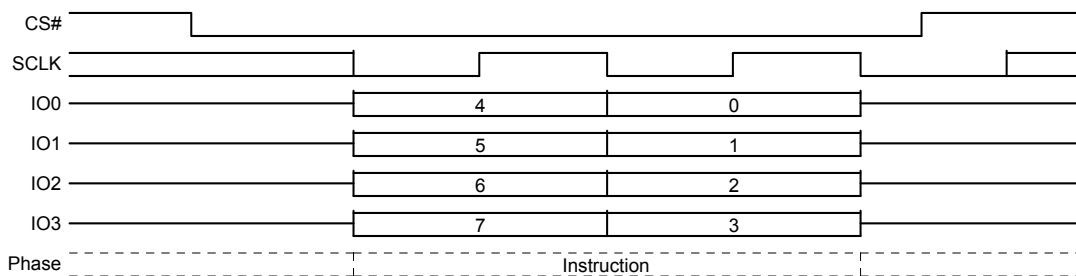 CS#
SCLK
IO0 4 0
IO1 5 1
IO2 6 2
IO3 7 3
Phase Instruction